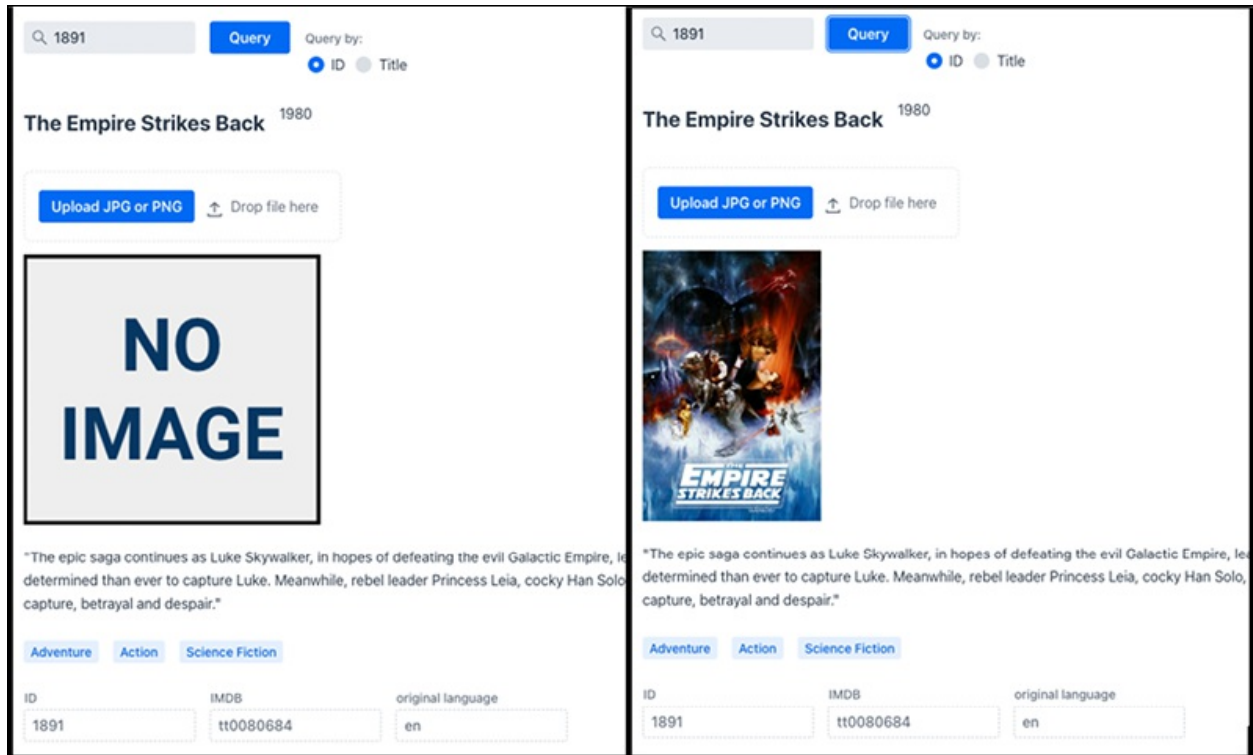 1891
Query
Query by:
ID
Title
The Empire Strikes Back 1980
Upload JPG or PNG
Drop file here
NO
IMAGE
"The epic saga continues as Luke Skywalker, in hopes of defeating the evil Galactic Empire,
determined than ever to capture Luke. Meanwhile, rebel leader Princess Leia, cocky Han Solo
capture, betrayal and despair."
Adventure
Action
Science Fiction
ID
IMDB
original language
1891
tt0080684
en
1891
Query
Query by:
ID
Title
The Empire Strikes Back 1980
Upload JPG or PNG
Drop file here
THE
EMPIRE
STRIKES BACK
"The epic saga continues as Luke Skywalker, in hopes of defeating the evil Galactic Empire,
determined than ever to capture Luke. Meanwhile, rebel leader Princess Leia, cocky Han Solo,
capture, betrayal and despair."
Adventure
Action
Science Fiction
ID
IMDB
original language
1891
tt0080684
en